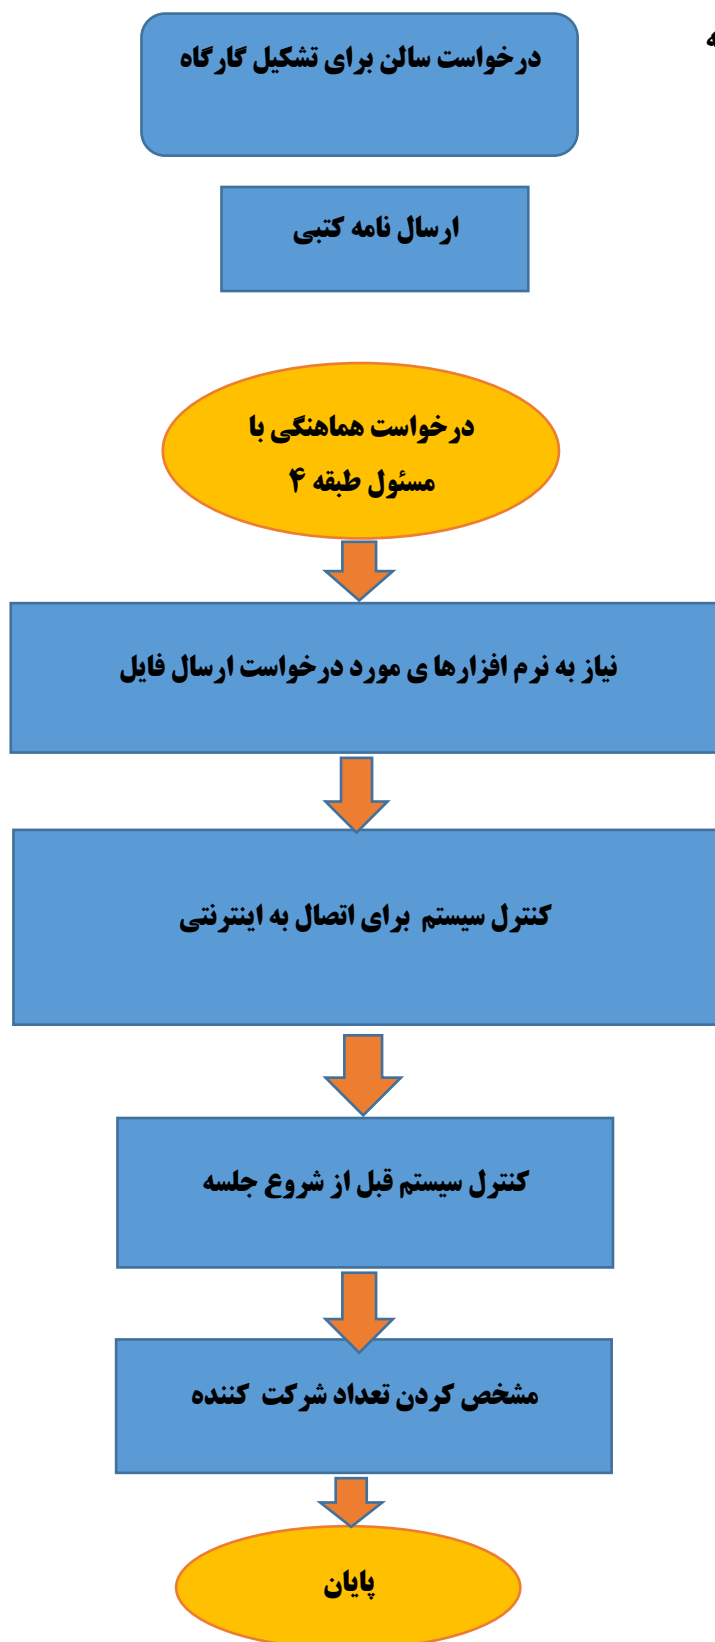 درخواست سالن برای تشکیل گارگاه
ارسال نامه کتبی
درخواست هماهنگی با
مسئول طبقه ۴
نیاز به نرم افزارها ی مورد درخواست ارسال فایل
کنترل سیستم برای اتصال به اینترنتی
کنترل سیستم قبل از شروع جلسه
مشخص کردن تعداد شرکت کننده
پایان